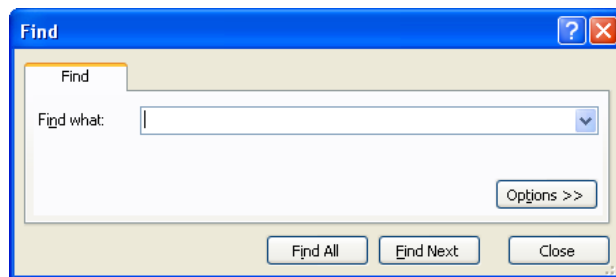 Find
Find
Find what:
Options >>
Find All Find Next Close